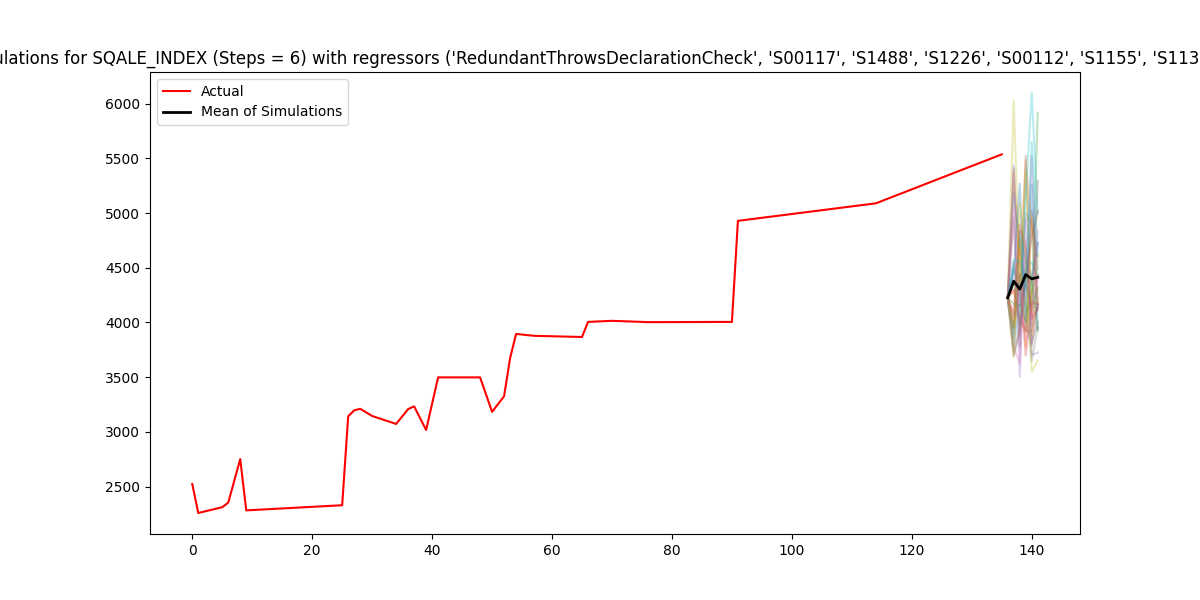 ulations for SQALE_INDEX (Steps = 6) with regressors ('RedundantThrowsDeclarationCheck', 'S00117', 'S1488', 'S1226', 'S00112', 'S1155', 'S113
Actual
Mean of Simulations
6000
5500
5000
4500
4000
3500
3000
2500
0 20 40 60 80 100 120 140